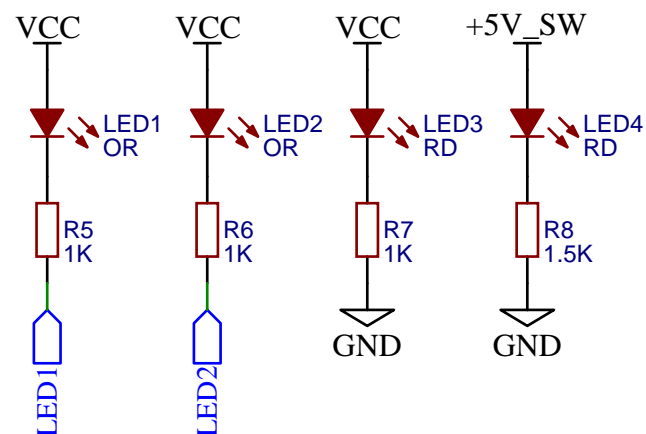 VCC
VCC
VCC
+5V_SW
LED1
OR
LED2
OR
LED3
RD
LED4
RD
R5
1K
R6
1K
R7
1K
R8
1.5K
GND
GND
LED1
LED2